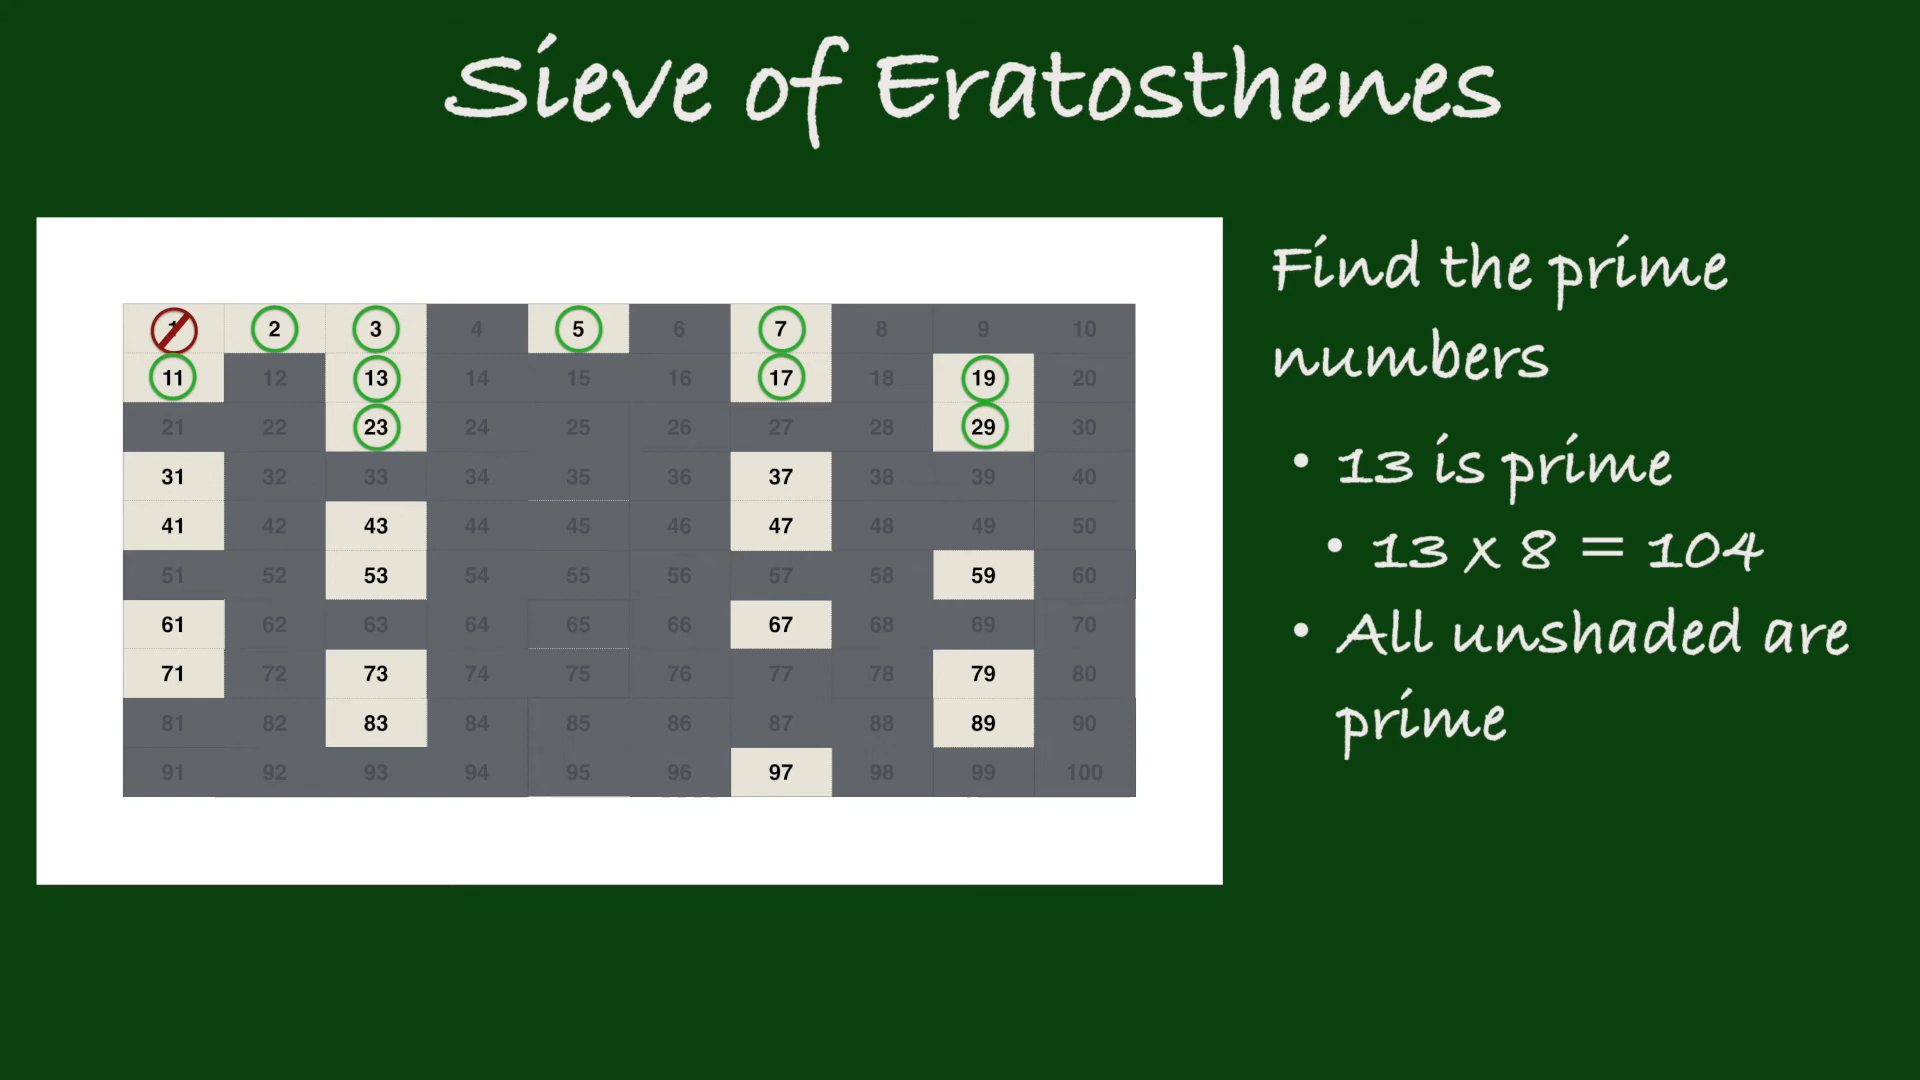 Sieve of Eratosthenes
1 2 3 4 5 6 7 8 9 10
11 12 13 14 15 16 17 18 19 20
21 22 23 24 25 26 27 28 29 30
31 32 33 34 35 36 37 38 39 40
41 42 43 44 45 46 47 48 49 50
51 52 53 54 55 56 57 58 59 60
61 62 63 64 65 66 67 68 69 70
71 72 73 74 75 76 77 78 79 80
81 82 83 84 85 86 87 88 89 90
91 92 93 94 95 96 97 98 99 100
Find the prime
numbers
• 13 is prime
• 13 x 8 = 104
• All unshaded are
prime